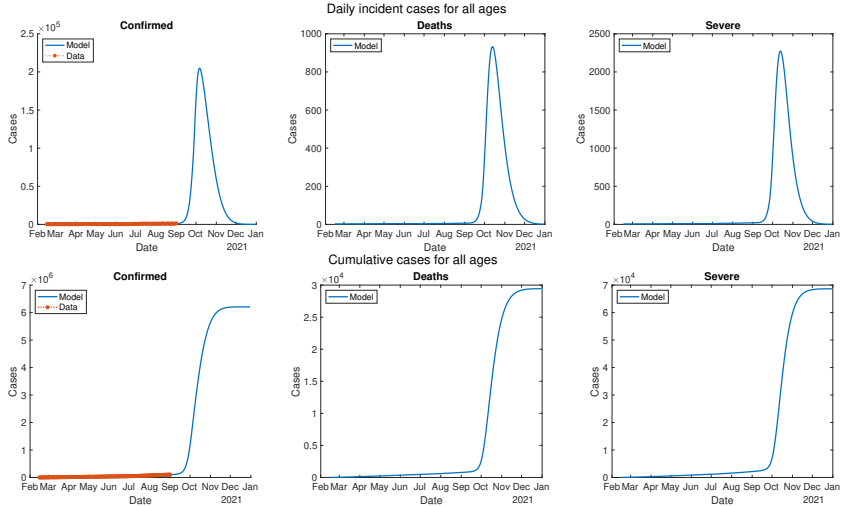 Daily incident cases for all ages
Confirmed
Deaths
Severe
×10^5
Cases
2.5
2
1.5
1
0.5
0
Model
Data
Feb Mar Apr May Jun Jul Aug Sep Oct Nov Dec Jan
Date
2021
Cases
1000
800
600
400
200
0
Model
Feb Mar Apr May Jun Jul Aug Sep Oct Nov Dec Jan
Date
2021
Cases
2500
2000
1500
1000
500
0
Model
Feb Mar Apr May Jun Jul Aug Sep Oct Nov Dec Jan
Date
2021
Cumulative cases for all ages
Confirmed
Deaths
Severe
×10^6
Cases
7
6
5
4
3
2
1
0
Model
Data
Feb Mar Apr May Jun Jul Aug Sep Oct Nov Dec Jan
Date
2021
×10^4
Cases
3
2.5
2
1.5
1
0.5
0
Model
Feb Mar Apr May Jun Jul Aug Sep Oct Nov Dec Jan
Date
2021
×10^4
Cases
7
6
5
4
3
2
1
0
Model
Feb Mar Apr May Jun Jul Aug Sep Oct Nov Dec Jan
Date
2021